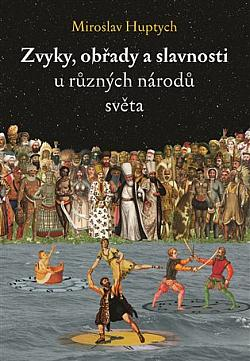 Miroslav Huptych
Zvyky, obřady a slavnosti
u různých národů
světa